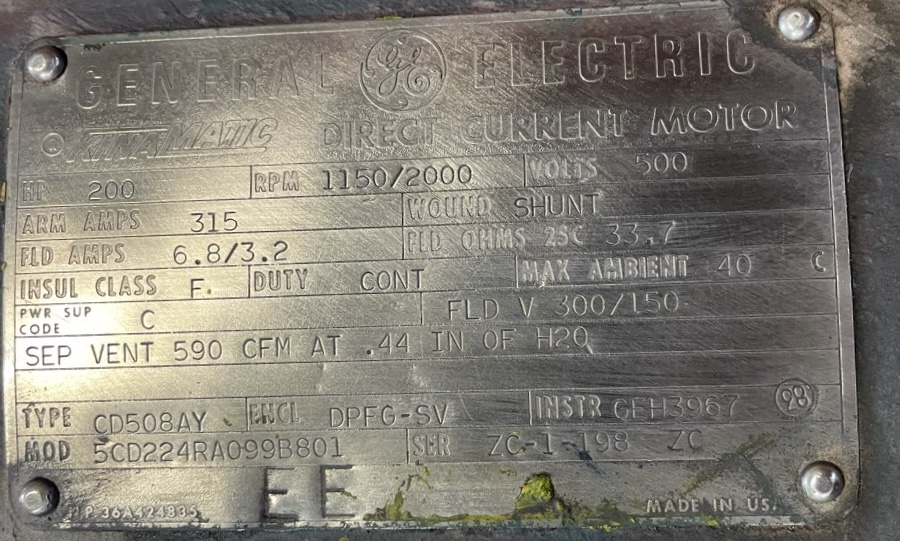 GENERAL GE ELECTRIC
KINAMATIC DIRECT CURRENT MOTOR
HP 200 RPM 1150/2000 VOLTS 500
ARM AMPS 315 WOUND SHUNT
FLD AMPS 6.8/3.2 FLD OHMS 25C 33.7
INSUL CLASS F. DUTY CONT MAX AMBIENT 40 C
PWR SUP CODE C FLD V 300/150
SEP VENT 590 CFM AT .44 IN OF H2O
TYPE CD508AY ENCL DPFG-SV INSTR GEH3967 2B
MOD 5CD224RA099B801 SER ZC-1-198 ZC
EE
N P 36A424835 MADE IN U.S.